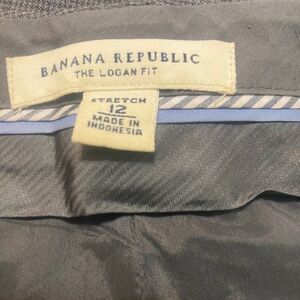 BANANA REPUBLIC
THE LOGAN FIT
STRETCH
12
MADE IN
INDONESIA